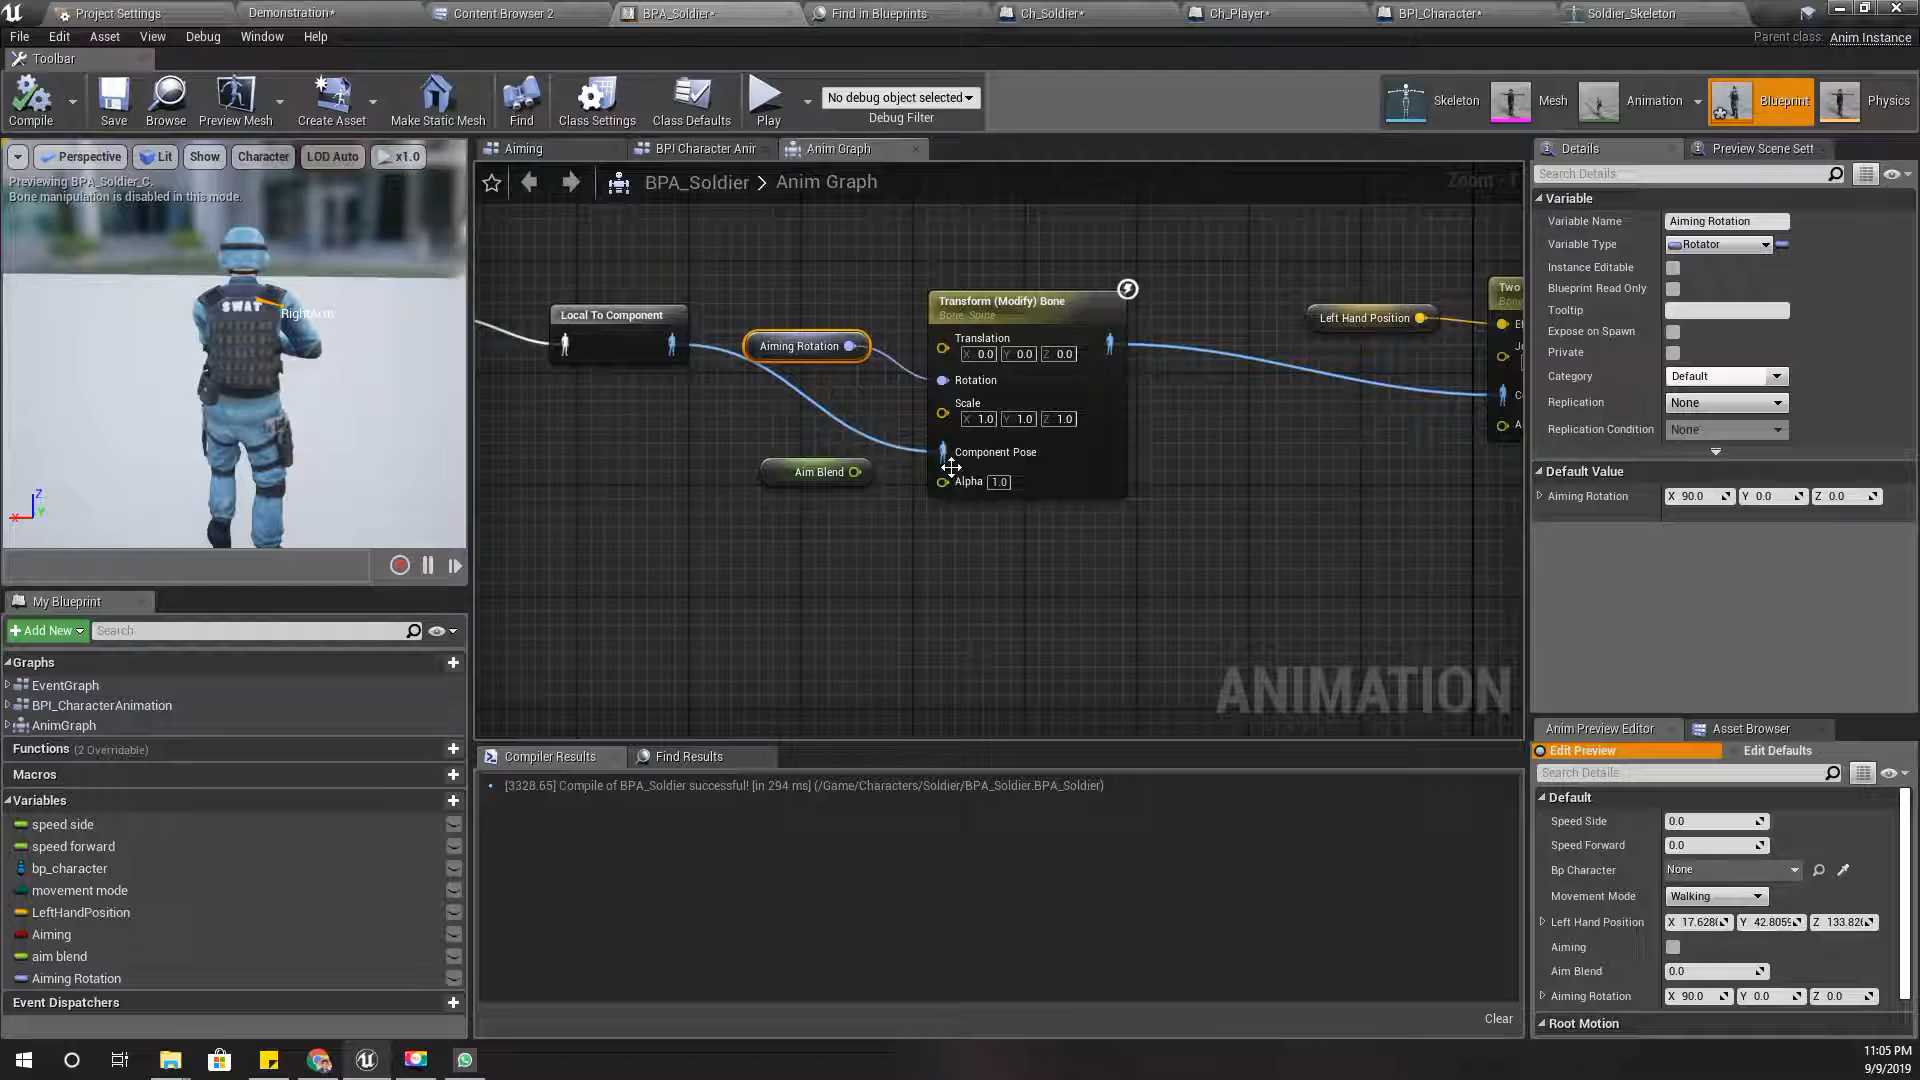 Project Settings
Demonstration*
Content Browser 2
BPA_Soldier*
Find in Blueprints
Ch_Soldier*
Ch_Player*
BPI_Character*
Soldier_Skeleton
File Edit Asset View Debug Window Help
Parent class: Anim Instance
Toolbar
Compile
Save
Browse
Preview Mesh
Create Asset
Make Static Mesh
Find
Class Settings
Class Defaults
Play
No debug object selected
Debug Filter
Skeleton
Mesh
Animation
Blueprint
Physics
Perspective Lit Show Character LOD Auto x1.0
Previewing BPA_Soldier_C.
Bone manipulation is disabled in this mode.
SWAT
RightArm
Z
X
Y
Aiming
BPI Character Anir
Anim Graph
BPA_Soldier > Anim Graph
Zoom
Local To Component
Aiming Rotation
Aim Blend
Transform (Modify) Bone
Bone: Spine
Translation
X 0.0 Y 0.0 Z 0.0
Rotation
Scale
X 1.0 Y 1.0 Z 1.0
Component Pose
Alpha 1.0
Left Hand Position
Two
ANIMATION
My Blueprint
Add New
Search
Graphs
EventGraph
BPI_CharacterAnimation
AnimGraph
Functions (2 Overridable)
Macros
Variables
speed side
speed forward
bp_character
movement mode
LeftHandPosition
Aiming
aim blend
Aiming Rotation
Event Dispatchers
Compiler Results
Find Results
[3328.65] Compile of BPA_Soldier successful! [in 294 ms] (/Game/Characters/Soldier/BPA_Soldier.BPA_Soldier)
Clear
Details
Preview Scene Sett
Search Details
Variable
Variable Name Aiming Rotation
Variable Type Rotator
Instance Editable
Blueprint Read Only
Tooltip
Expose on Spawn
Private
Category Default
Replication None
Replication Condition None
Default Value
Aiming Rotation X 90.0 Y 0.0 Z 0.0
Anim Preview Editor
Asset Browser
Edit Preview
Edit Defaults
Search Details
Default
Speed Side 0.0
Speed Forward 0.0
Bp Character None
Movement Mode Walking
Left Hand Position X 17.628 Y 42.805 Z 133.82
Aiming
Aim Blend 0.0
Aiming Rotation X 90.0 Y 0.0 Z 0.0
Root Motion
11:05 PM
9/9/2019